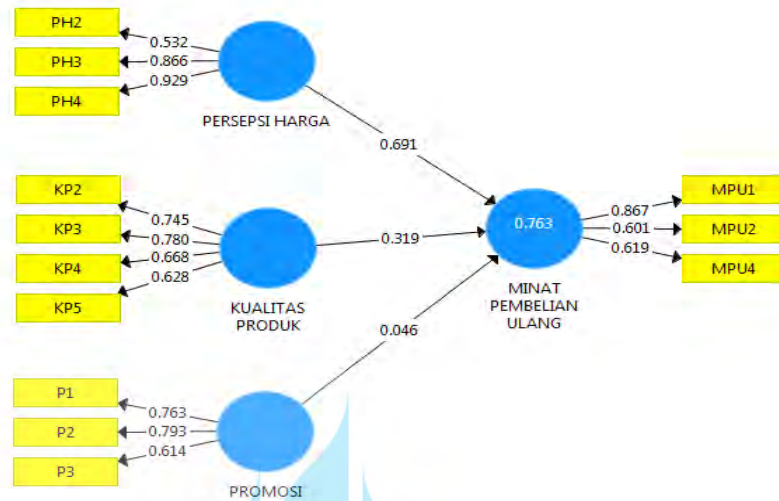 PH2
0.532
PH3
0.866
PH4
0.929
PERSEPSI HARGA
0.691
KP2
0.745
KP3
0.780
KP4
0.668
KP5
0.628
KUALITAS
PRODUK
0.319
P1
0.763
P2
0.793
P3
0.614
PROMOSI
0.046
0.763
MINAT
PEMBELIAN
ULANG
MPU1
0.867
MPU2
0.601
MPU4
0.619